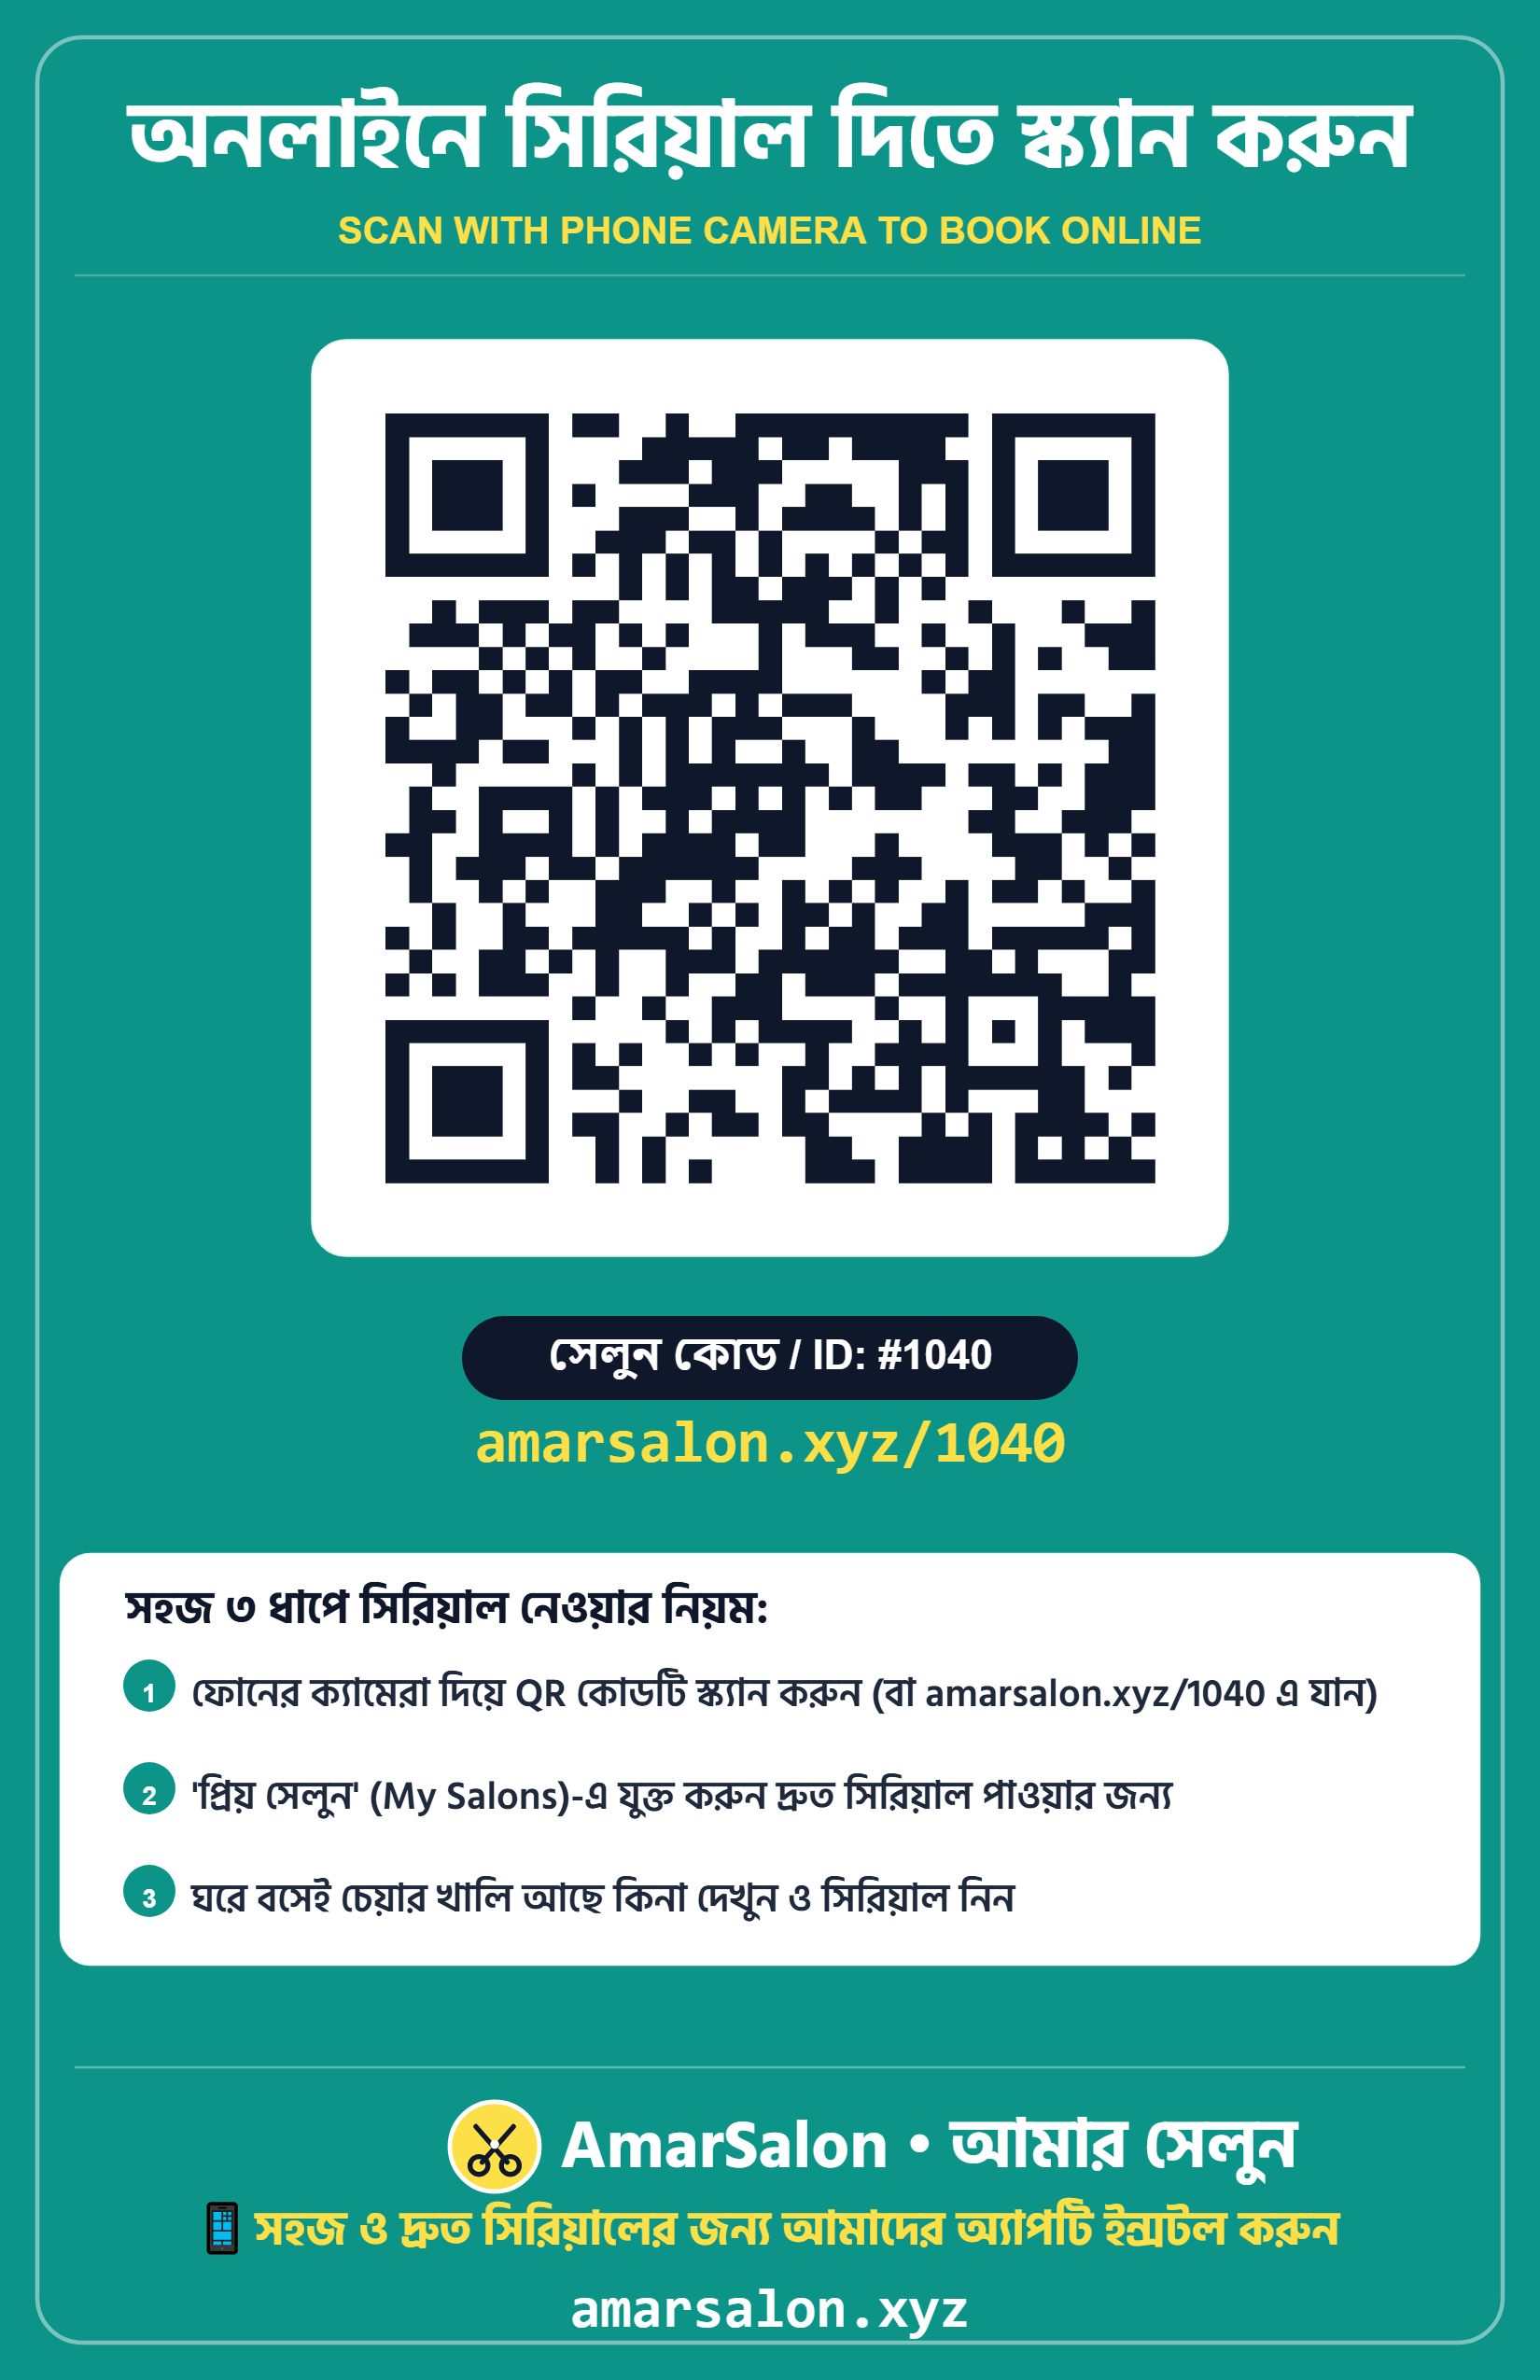 অনলাইনে সিরিয়াল দিতে স্ক্যান করুন
SCAN WITH PHONE CAMERA TO BOOK ONLINE
সেলুন কোড / ID: #1040
amarsalon.xyz/1040
সহজ ৩ ধাপে সিরিয়াল নেওয়ার নিয়ম:
1 ফোনের ক্যামেরা দিয়ে QR কোডটি স্ক্যান করুন (বা amarsalon.xyz/1040 এ যান)
2 'প্রিয় সেলুন' (My Salons)-এ যুক্ত করুন দ্রুত সিরিয়াল পাওয়ার জন্য
3 ঘরে বসেই চেয়ার খালি আছে কিনা দেখুন ও সিরিয়াল নিন
AmarSalon • আমার সেলুন
সহজ ও দ্রুত সিরিয়ালের জন্য আমাদের অ্যাপটি ইন্সটল করুন
amarsalon.xyz